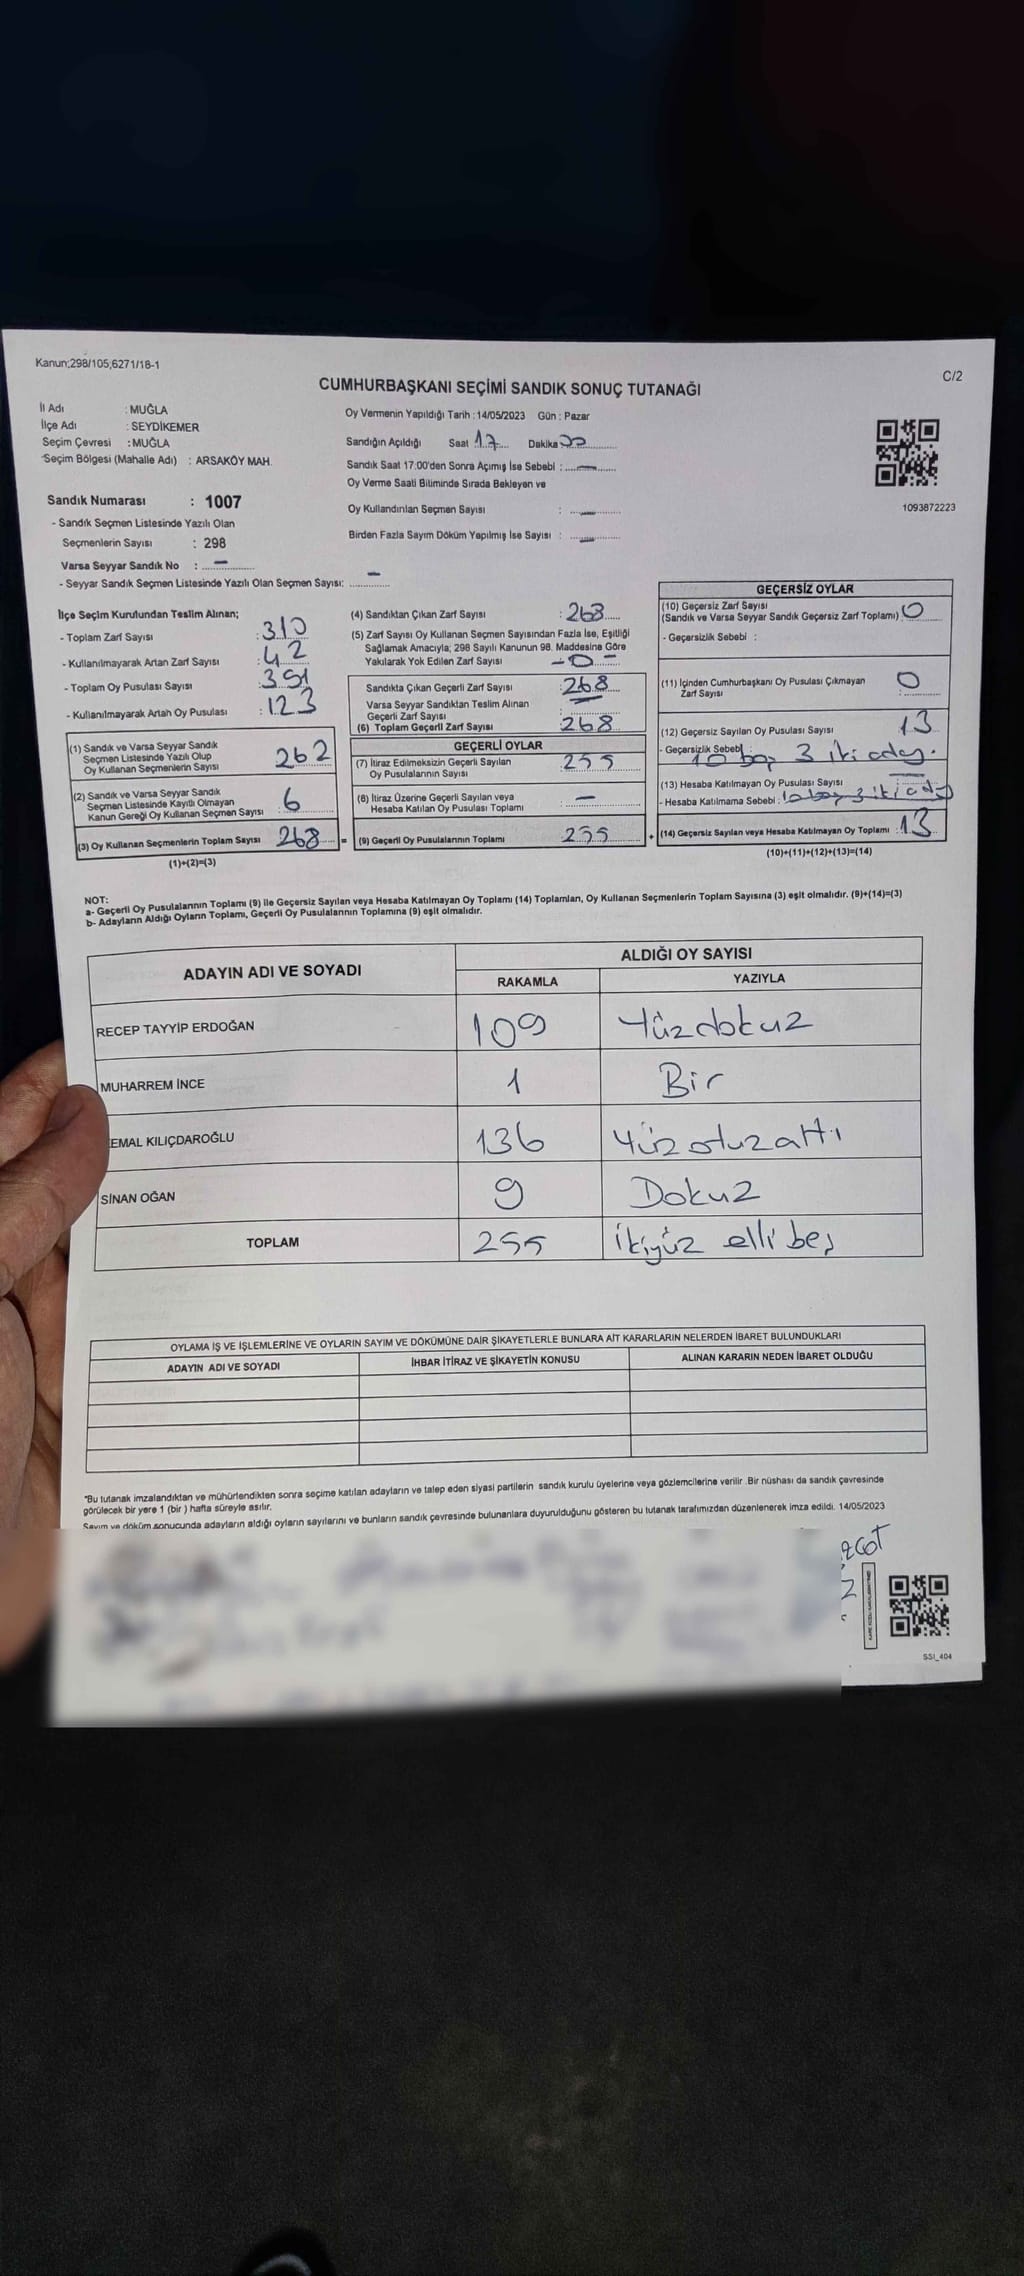 Kanun;298/105,6271/18-1
C/2
CUMHURBAŞKANI SEÇİMİ SANDIK SONUÇ TUTANAĞI
İl Adı : MUĞLA
İlçe Adı : SEYDİKEMER
Seçim Çevresi : MUĞLA
Seçim Bölgesi (Mahalle Adı) : ARSAKÖY MAH.
Oy Vermenin Yapıldığı Tarih : 14/05/2023 Gün : Pazar
Sandığın Açıldığı Saat 17 Dakika
Sandık Saat 17:00'den Sonra Açımış İse Sebebi : —
Oy Verme Saati Bitiminde Sırada Bekleyen ve
Oy Kullandırılan Seçmen Sayısı : —
Birden Fazla Sayım Döküm Yapılmış İse Sayısı : —
1093872223
Sandık Numarası : 1007
- Sandık Seçmen Listesinde Yazılı Olan
Seçmenlerin Sayısı : 298
Varsa Seyyar Sandık No : —
- Seyyar Sandık Seçmen Listesinde Yazılı Olan Seçmen Sayısı: —
İlçe Seçim Kurulundan Teslim Alınan;
- Toplam Zarf Sayısı : 310
- Kullanılmayarak Artan Zarf Sayısı : 42
- Toplam Oy Pusulası Sayısı : 391
- Kullanılmayarak Artan Oy Pusulası : 123
(1) Sandık ve Varsa Seyyar Sandık
Seçmen Listesinde Yazılı Olup
Oy Kullanan Seçmenlerin Sayısı 262
(2) Sandık ve Varsa Seyyar Sandık
Seçmen Listesinde Kayıtlı Olmayan
Kanun Gereği Oy Kullanan Seçmen Sayısı : 6
(3) Oy Kullanan Seçmenlerin Toplam Sayısı 268 =
(1)+(2)=(3)
(4) Sandıktan Çıkan Zarf Sayısı : 268
(5) Zarf Sayısı Oy Kullanan Seçmen Sayısından Fazla İse, Eşitliği
Sağlamak Amacıyla; 298 Sayılı Kanunun 98. Maddesine Göre
Yakılarak Yok Edilen Zarf Sayısı -0-
Sandıkta Çıkan Geçerli Zarf Sayısı : 268
Varsa Seyyar Sandıktan Teslim Alınan
Geçerli Zarf Sayısı : —
(6) Toplam Geçerli Zarf Sayısı 268
GEÇERLİ OYLAR
(7) İtiraz Edilmeksizin Geçerli Sayılan
Oy Pusulalarının Sayısı : 255
(8) İtiraz Üzerine Geçerli Sayılan veya
Hesaba Katılan Oy Pusulası Toplamı : —
(9) Geçerli Oy Pusulalarının Toplamı : 255 +
GEÇERSİZ OYLAR
(10) Geçersiz Zarf Sayısı
(Sandık ve Varsa Seyyar Sandık Geçersiz Zarf Toplamı) 0
- Geçersizlik Sebebi :
(11) İçinden Cumhurbaşkanı Oy Pusulası Çıkmayan
Zarf Sayısı : 0
(12) Geçersiz Sayılan Oy Pusulası Sayısı 13
- Geçersizlik Sebebi : 10 boş 3 iki aday.
(13) Hesaba Katılmayan Oy Pusulası Sayısı : —
- Hesaba Katılmama Sebebi : 10 boş 3 iki aday
(14) Geçersiz Sayılan veya Hesaba Katılmayan Oy Toplamı : 13
(10)+(11)+(12)+(13)=(14)
NOT:
a- Geçerli Oy Pusulalarının Toplamı (9) ile Geçersiz Sayılan veya Hesaba Katılmayan Oy Toplamı (14) Toplamları, Oy Kullanan Seçmenlerin Toplam Sayısına (3) eşit olmalıdır. (9)+(14)=(3)
b- Adayların Aldığı Oyların Toplamı, Geçerli Oy Pusulalarının Toplamına (9) eşit olmalıdır.
ADAYIN ADI VE SOYADI
ALDIĞI OY SAYISI
RAKAMLA YAZIYLA
RECEP TAYYİP ERDOĞAN 109 Yüzdokuz
MUHARREM İNCE 1 Bir
EMAL KILIÇDAROĞLU 136 Yüzotuzaltı
SİNAN OĞAN 9 Dokuz
TOPLAM 255 İkiyüz elli beş
OYLAMA İŞ VE İŞLEMLERİNE VE OYLARIN SAYIM VE DÖKÜMÜNE DAİR ŞİKAYETLERLE BUNLARA AİT KARARLARIN NELERDEN İBARET BULUNDUKLARI
ADAYIN ADI VE SOYADI İHBAR İTİRAZ VE ŞİKAYETİN KONUSU ALINAN KARARIN NEDEN İBARET OLDUĞU
"Bu tutanak imzalandıktan ve mühürlendikten sonra seçime katılan adayların ve talep eden siyasi partilerin sandık kurulu üyelerine veya gözlemcilerine verilir .Bir nüshası da sandık çevresinde
görülecek bir yere 1 (bir ) hafta süreyle asılır.
Sayım ve döküm sonucunda adayların aldığı oyların sayılarını ve bunların sandık çevresinde bulunanlara duyurulduğunu gösteren bu tutanak tarafımızdan düzenlenerek imza edildi. 14/05/2023
SSI_404